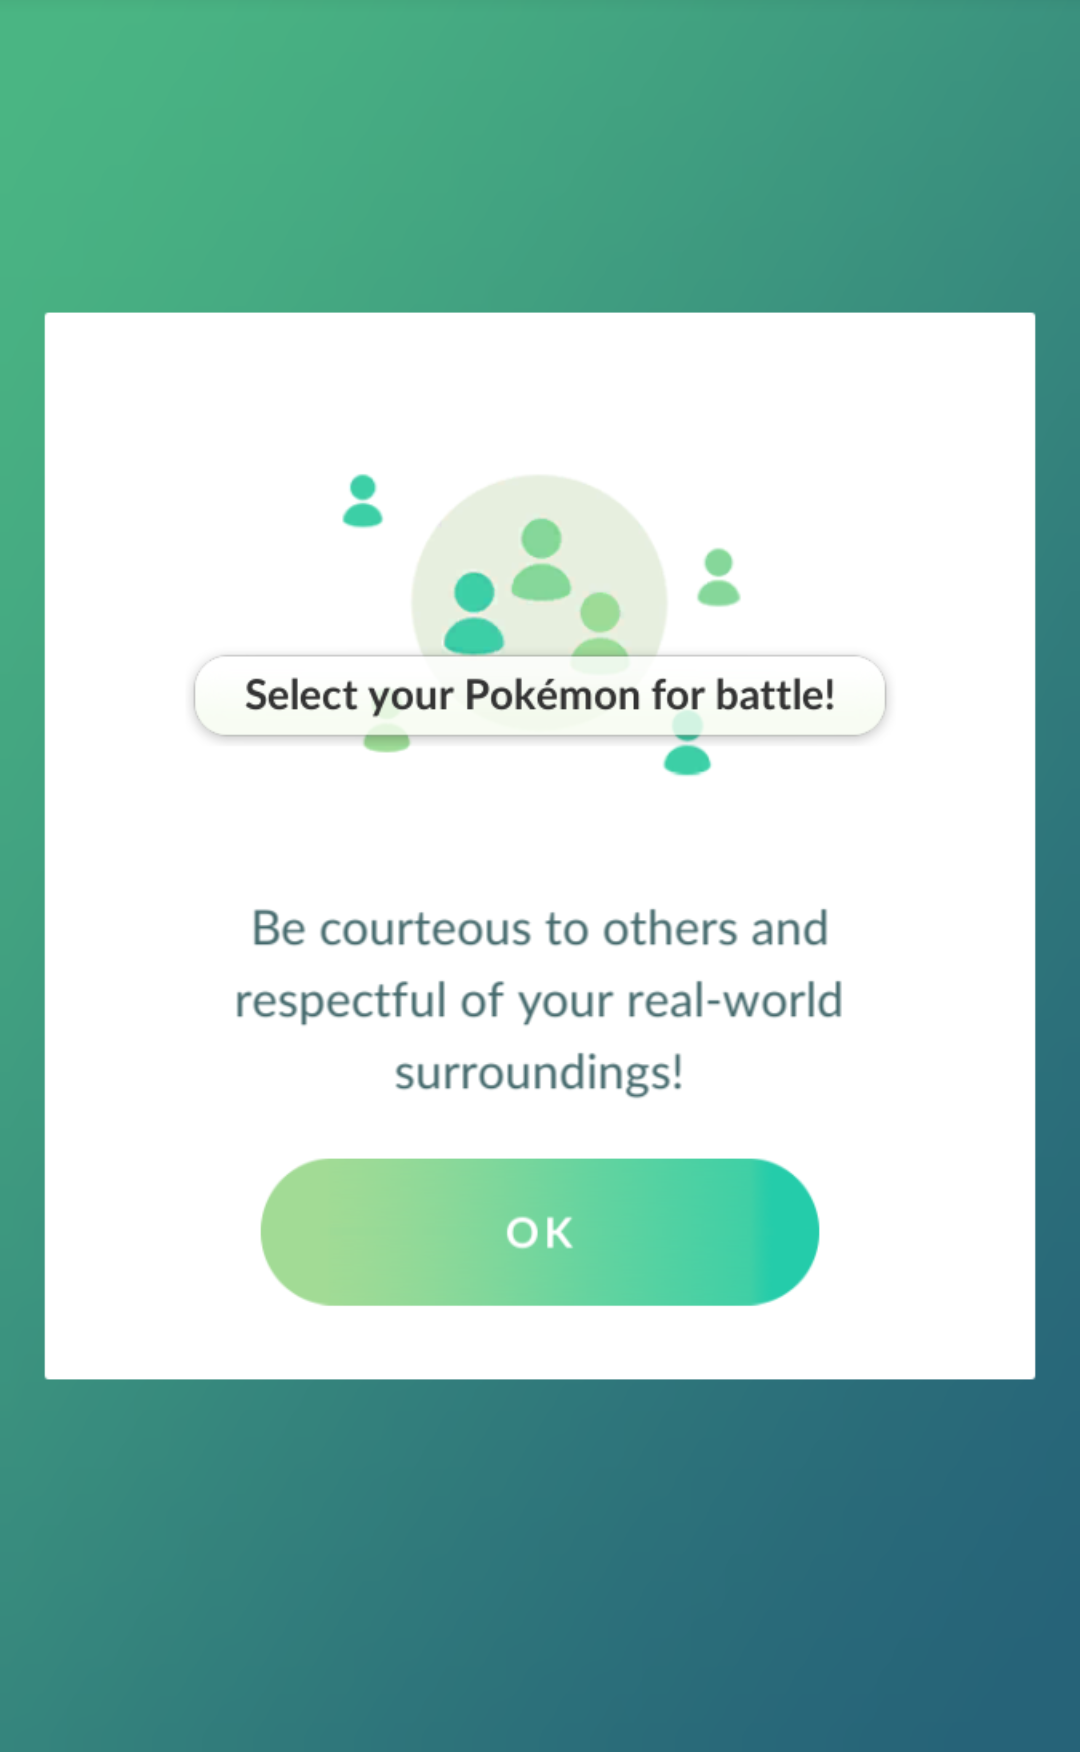 Select your Pokémon for battle!
Be courteous to others and
respectful of your real-world
surroundings!
OK